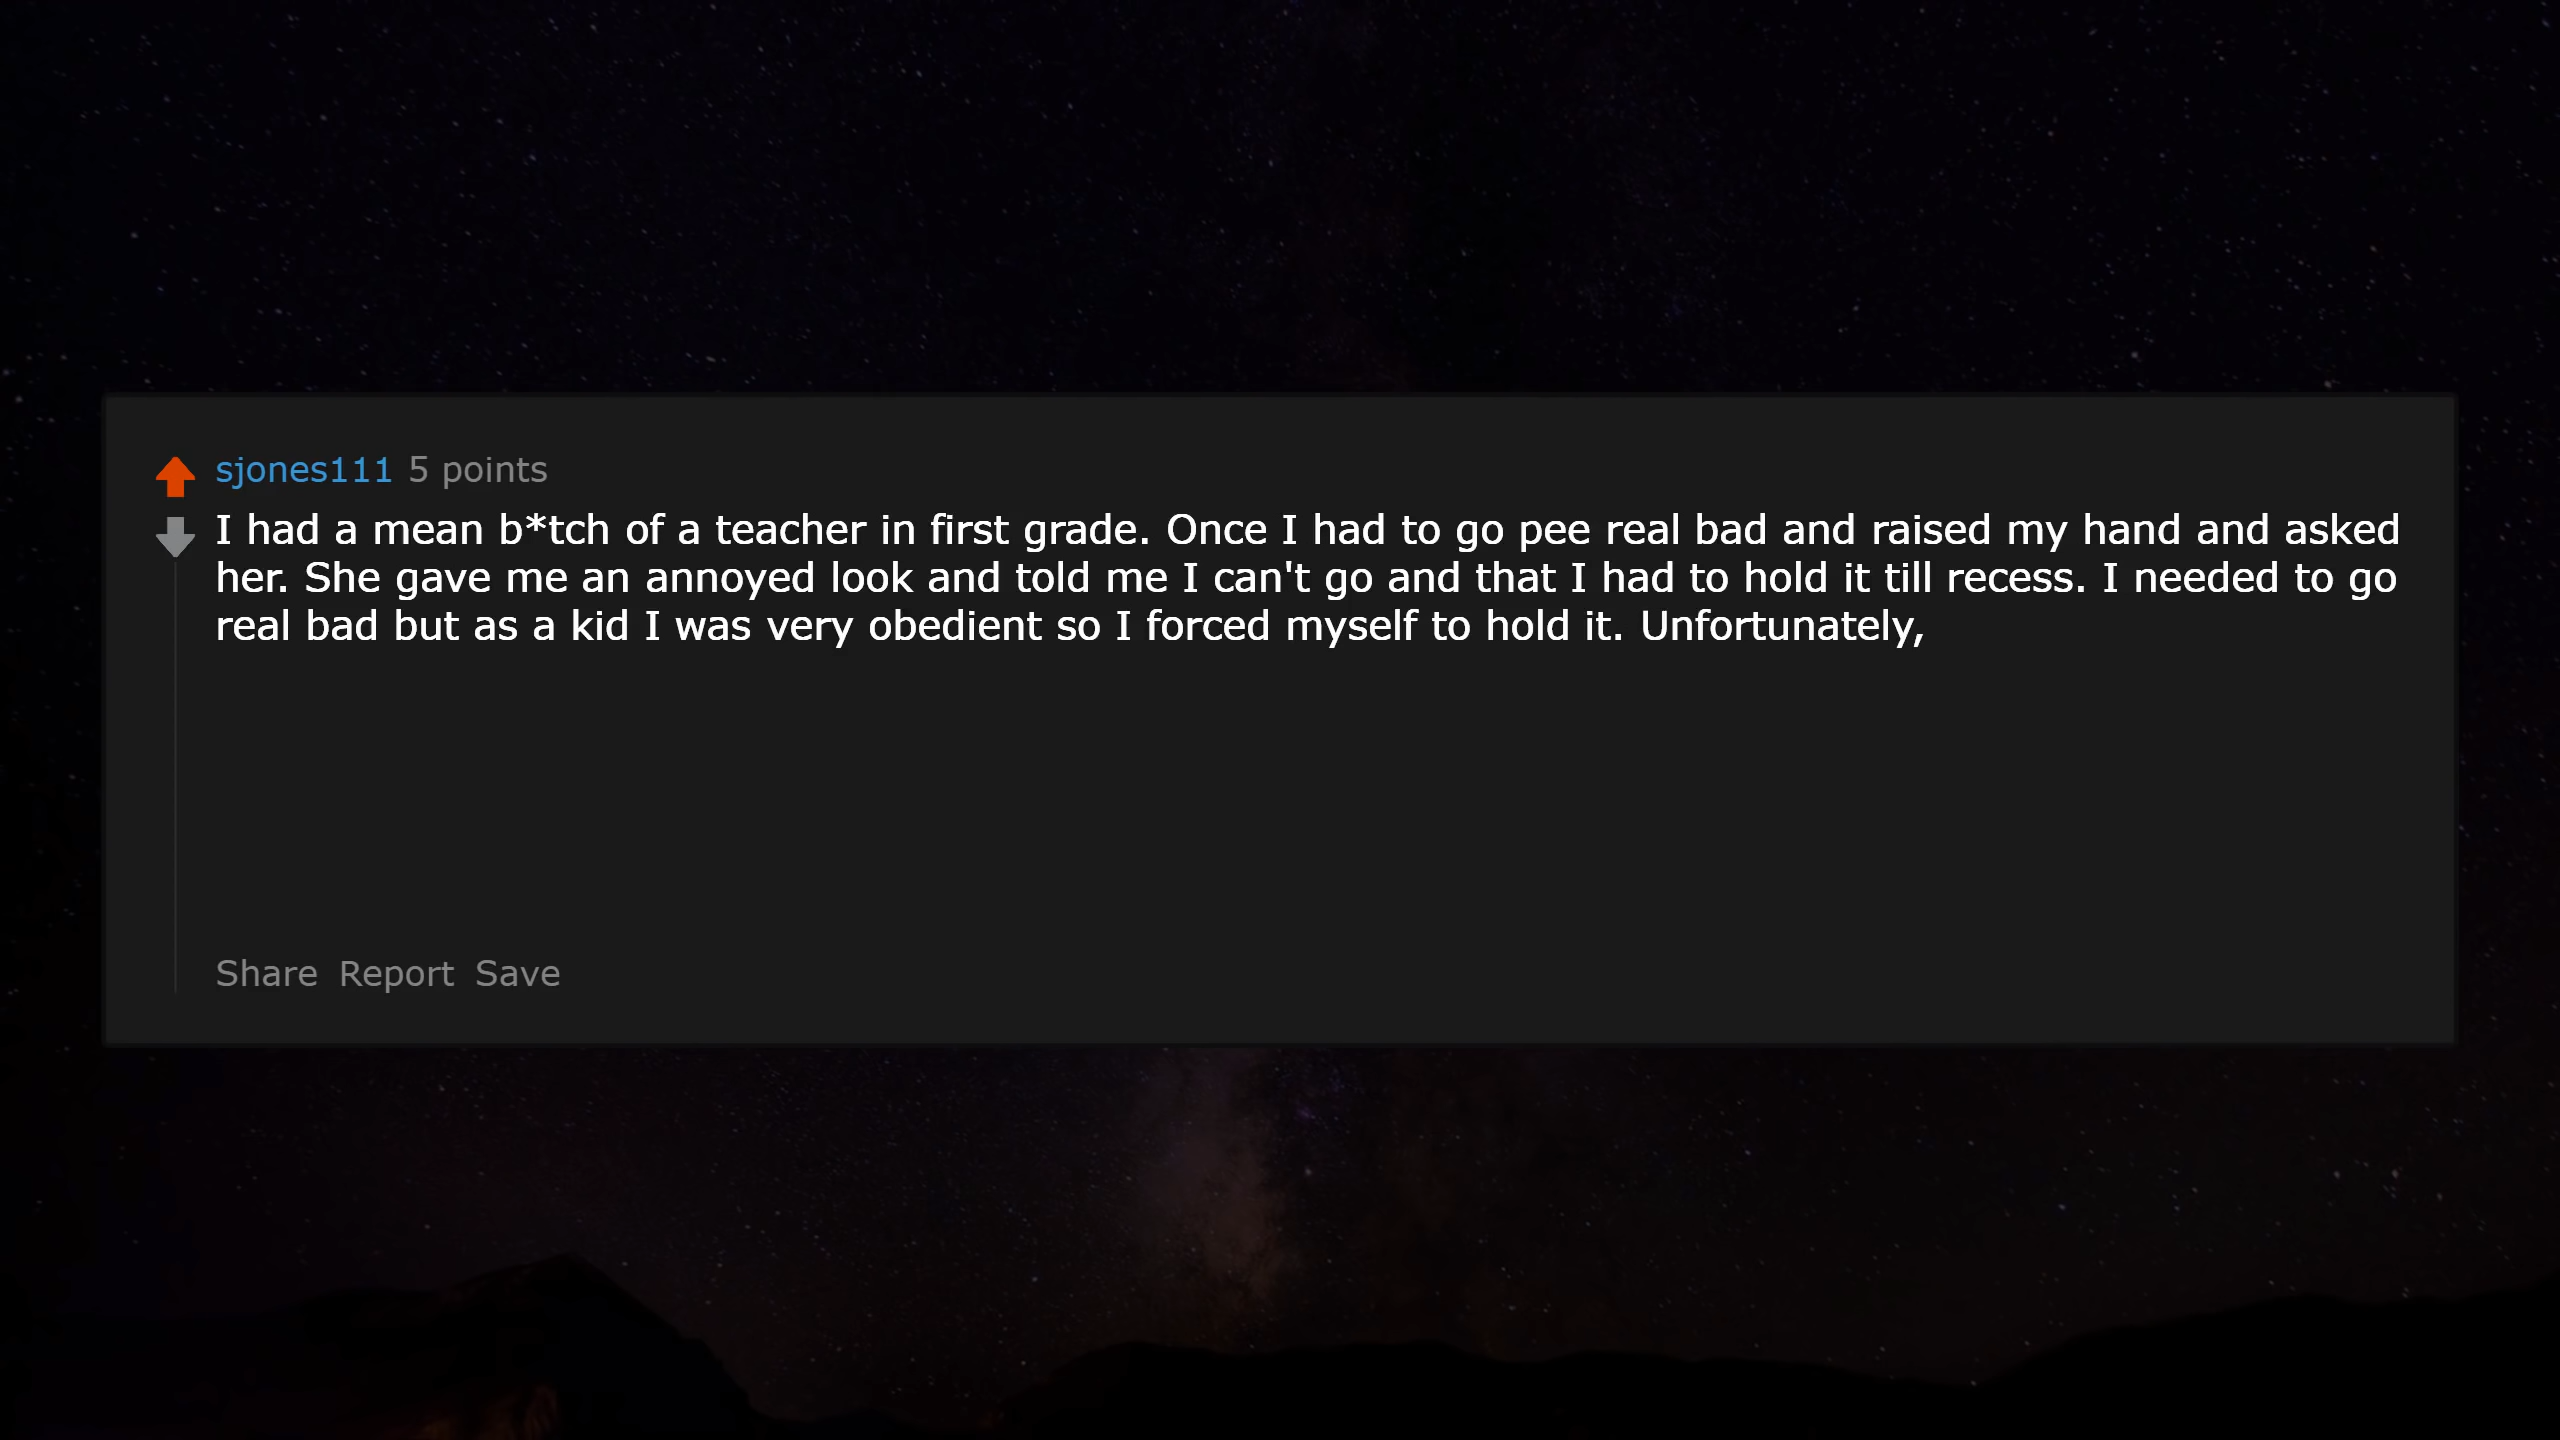 sjones111 5 points
I had a mean b*tch of a teacher in first grade. Once I had to go pee real bad and raised my hand and asked
her. She gave me an annoyed look and told me I can't go and that I had to hold it till recess. I needed to go
real bad but as a kid I was very obedient so I forced myself to hold it. Unfortunately,
Share Report Save